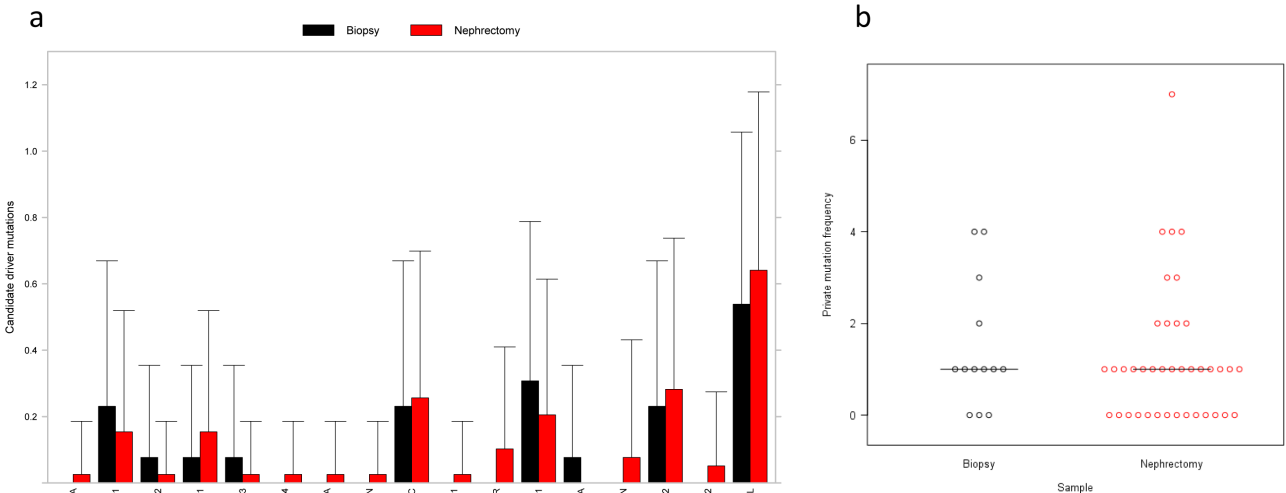 a
Biopsy Nephrectomy
Candidate driver mutations
1.2
1.0
0.8
0.6
0.4
0.2
A 1 2 1 3 4 A N C 1 R 1 A N 2 2 L
b
Private mutation frequency
6
4
2
0
Biopsy Nephrectomy
Sample